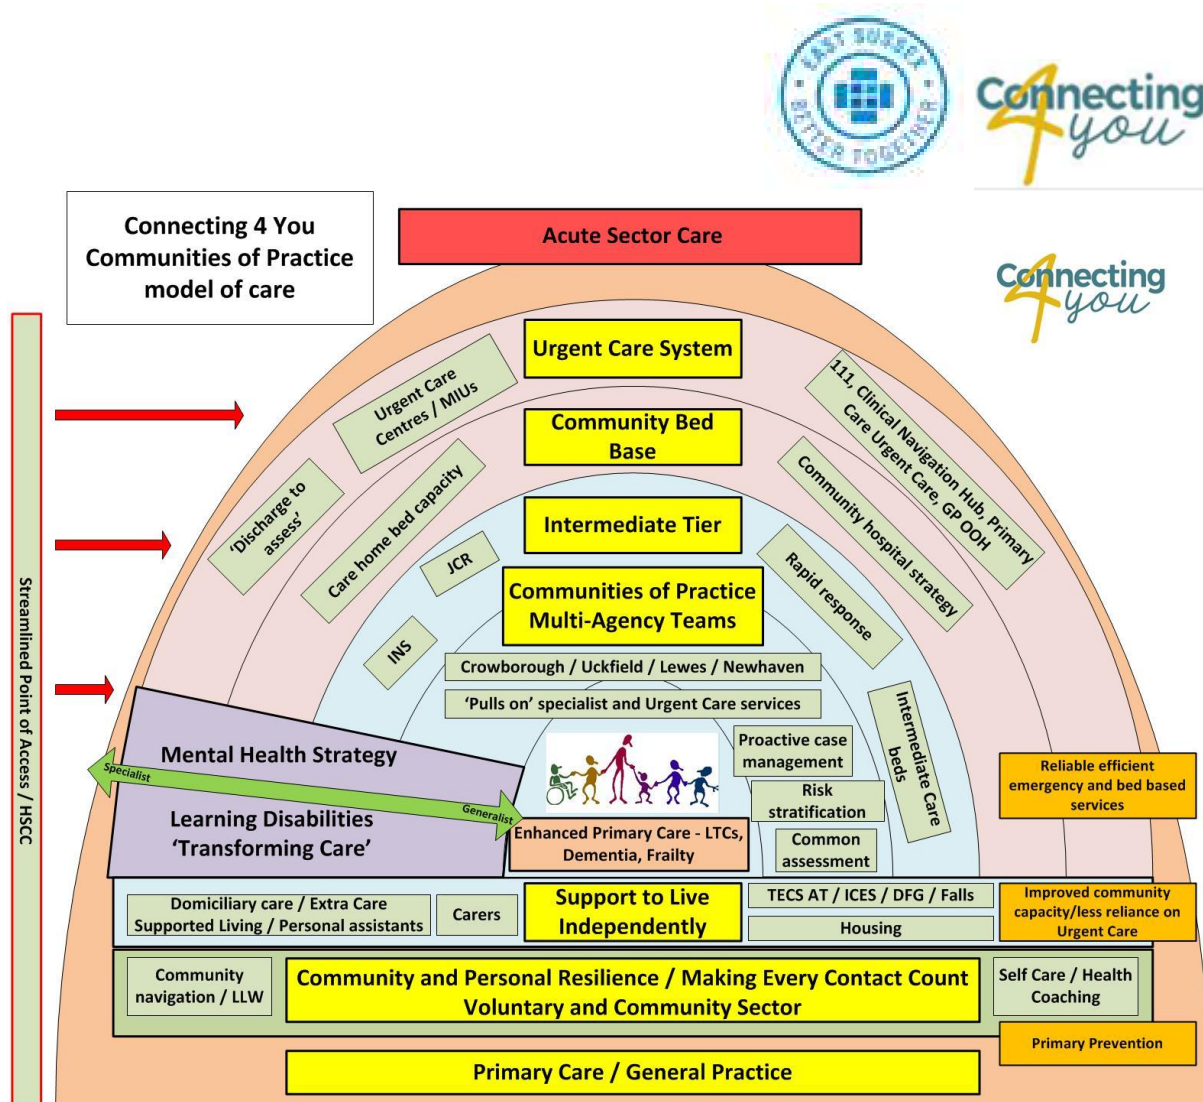 EAST SUSSEX
BETTER TOGETHER
Connecting
4you
Connecting 4 You
Communities of Practice
model of care
Acute Sector Care
Connecting
4you
Streamlined Point of Access / HSCC
Urgent Care System
Urgent Care
Centres / MIUs
111, Clinical Navigation Hub, Primary
Care Urgent Care, GP OOH
Community Bed
Base
'Discharge to
assess'
Care home bed capacity
Community hospital strategy
Intermediate Tier
JCR
Rapid response
Communities of Practice
Multi-Agency Teams
INS
Crowborough / Uckfield / Lewes / Newhaven
'Pulls on' specialist and Urgent Care services
Intermediate Care
beds
Proactive case
management
Risk
stratification
Common
assessment
Mental Health Strategy
Specialist
Generalist
Learning Disabilities
'Transforming Care'
Enhanced Primary Care - LTCs,
Dementia, Frailty
Reliable efficient
emergency and bed based
services
Domiciliary care / Extra Care
Supported Living / Personal assistants
Carers
Support to Live
Independently
TECS AT / ICES / DFG / Falls
Housing
Improved community
capacity/less reliance on
Urgent Care
Community
navigation / LLW
Community and Personal Resilience / Making Every Contact Count
Voluntary and Community Sector
Self Care / Health
Coaching
Primary Prevention
Primary Care / General Practice